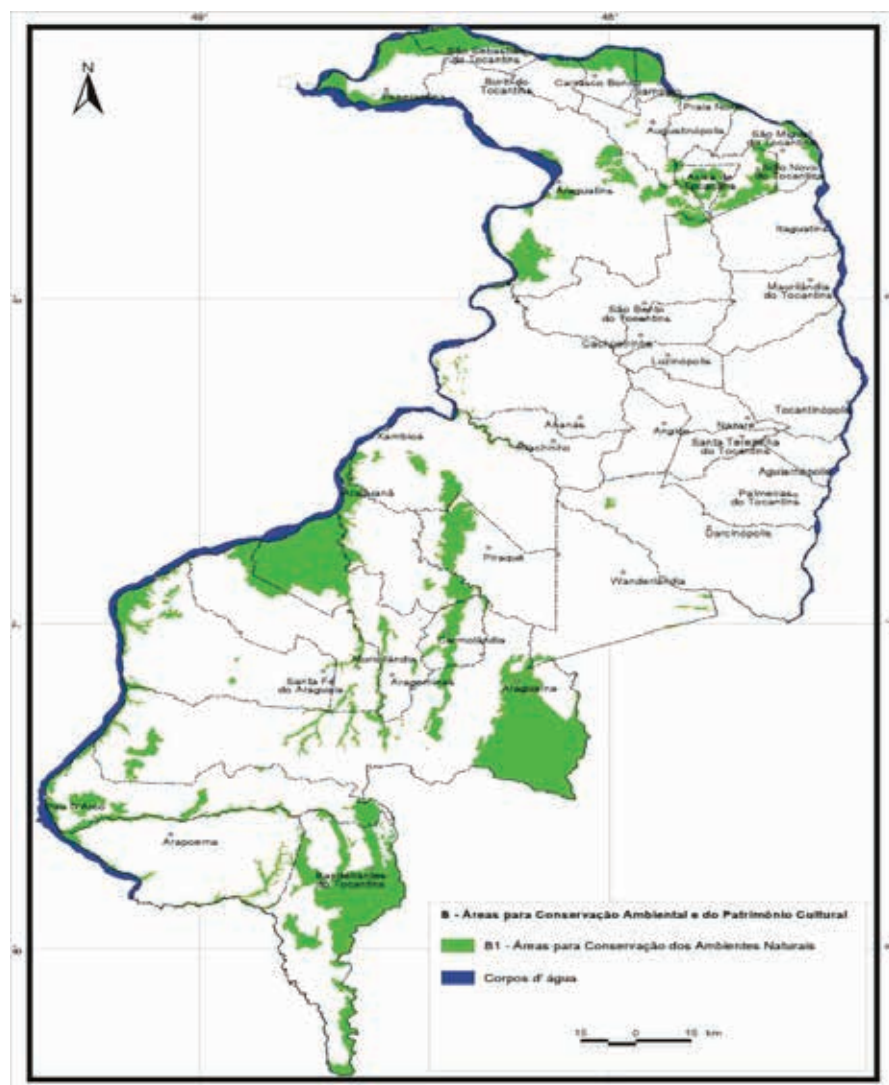 N
São Sebastião
do Tocantins
Buriti do
Tocantins
Carrasco Bonito
Sampaio
Praia Norte
Augustinópolis
São Miguel
do Tocantins
Sítio Novo
do Tocantins
Axixá do
Tocantins
Araguatins
Itaguatins
Maurilândia
do Tocantins
São Bento
do Tocantins
Cachoeirinha
Luzinópolis
Tocantinópolis
Ananás
Angico
Nazaré
Santa Terezinha
do Tocantins
Riachinho
Xambioá
Aguiarnópolis
Palmeiras
do Tocantins
Darcinópolis
Araguanã
Piraquê
Wanderlândia
Carmolândia
Muricilândia
Santa Fé
do Araguaia
Aragominas
Araguaína
Pau D'Arco
Arapoema
Bandeirantes
do Tocantins
B - Áreas para Conservação Ambiental e do Patrimônio Cultural
B1 - Áreas para Conservação dos Ambientes Naturais
Corpos d' água
10 0 10 km